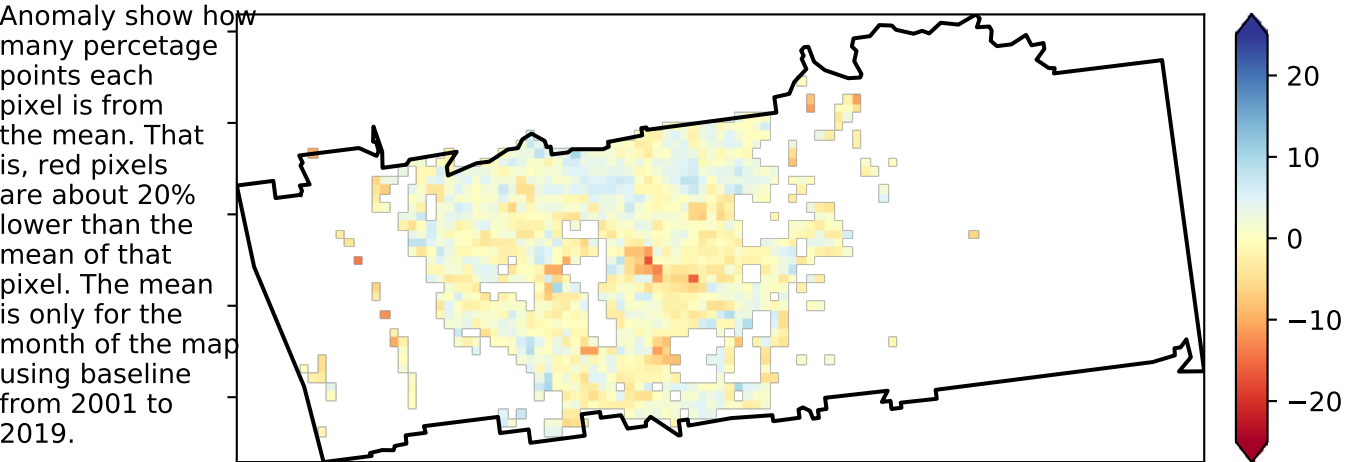 Anomaly show how
many percetage
points each
pixel is from
the mean. That
is, red pixels
are about 20%
lower than the
mean of that
pixel. The mean
is only for the
month of the map
using baseline
from 2001 to
2019.
20
10
0
−10
−20